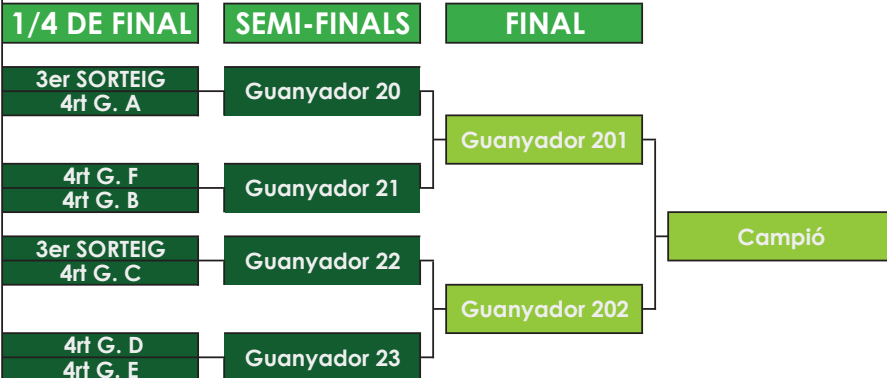 1/4 DE FINAL
SEMI-FINALS
FINAL
3er SORTEIG
4rt G. A
Guanyador 20
Guanyador 201
4rt G. F
4rt G. B
Guanyador 21
Campió
3er SORTEIG
4rt G. C
Guanyador 22
Guanyador 202
4rt G. D
4rt G. E
Guanyador 23